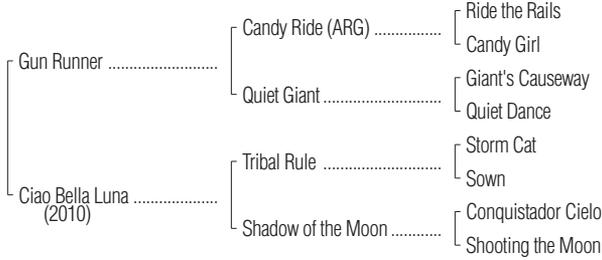 Ride the Rails
Candy Ride (ARG) ................
Candy Girl
Gun Runner ..........................
Giant's Causeway
Quiet Giant ............................
Quiet Dance
Storm Cat
Tribal Rule ............................
Sown
Ciao Bella Luna ....................
(2010)
Conquistador Cielo
Shadow of the Moon ............
Shooting the Moon